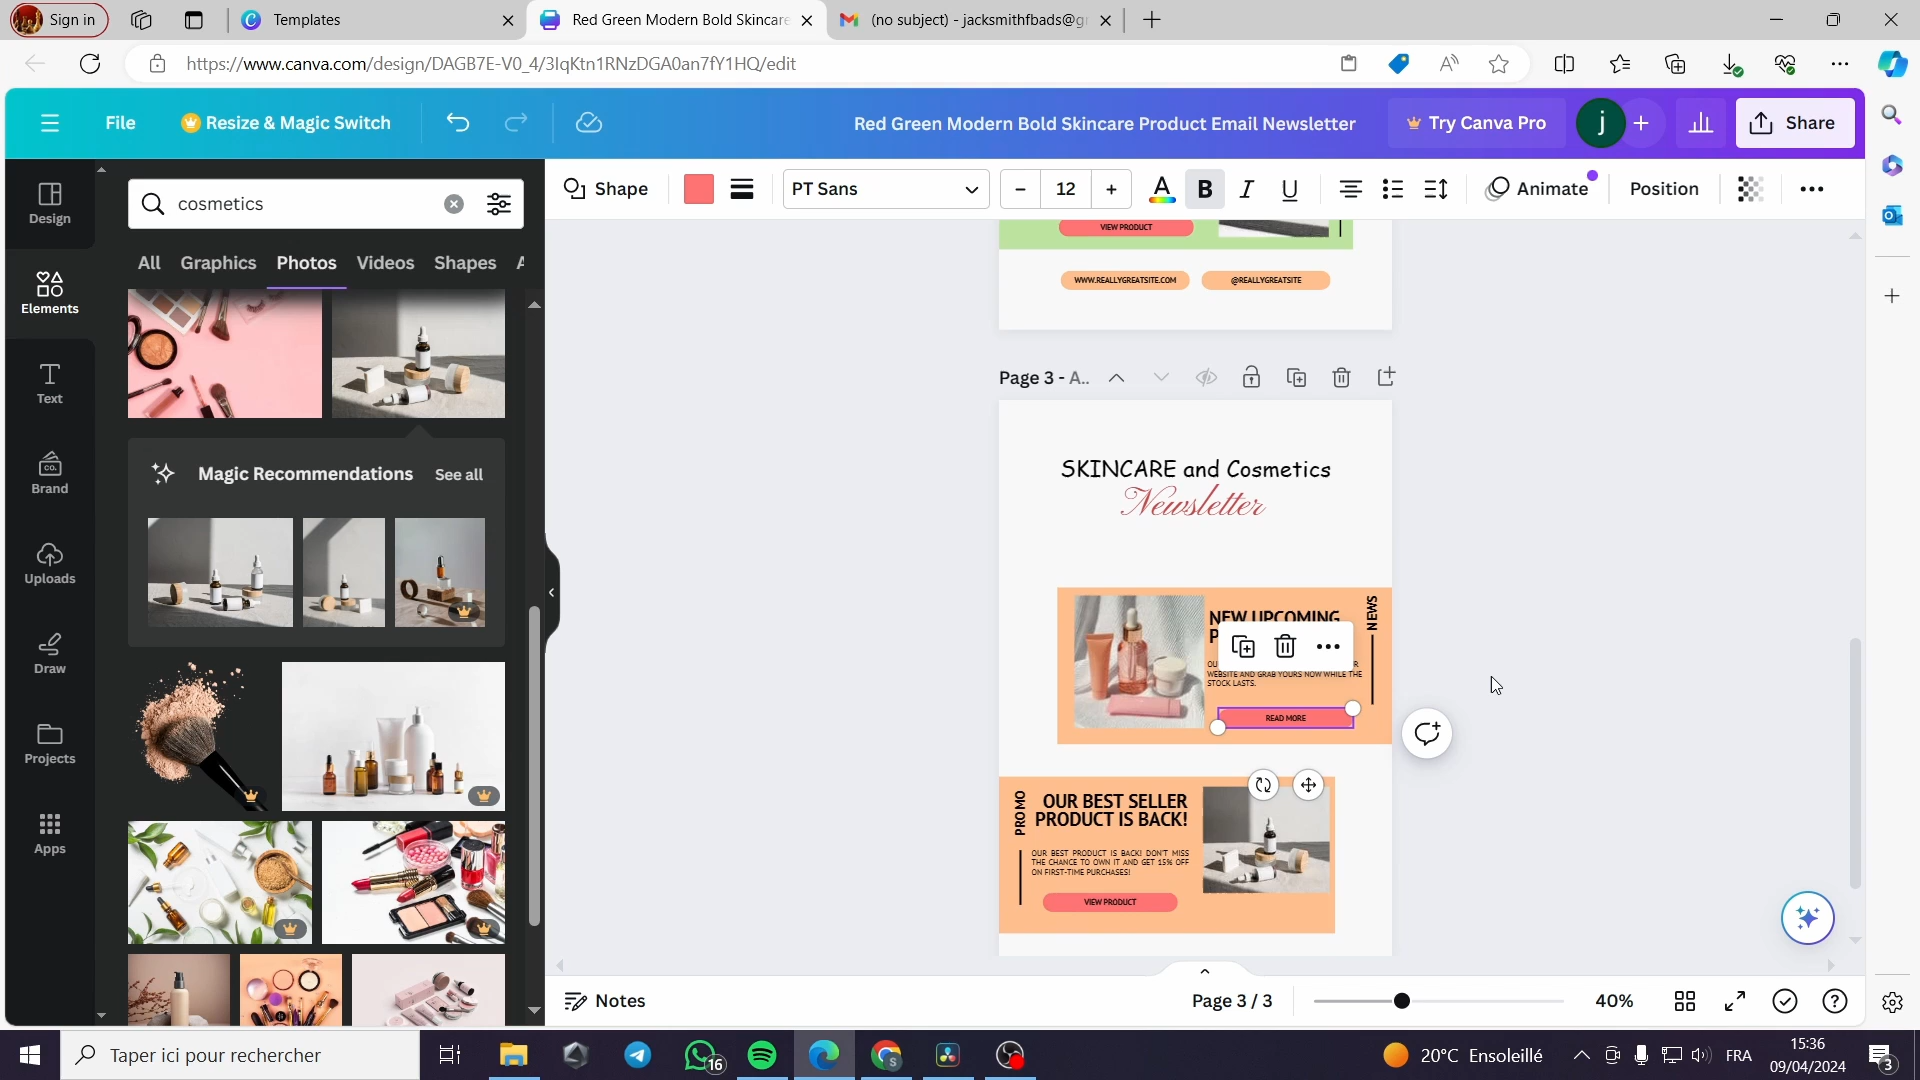 Sign in
Templates
Red Green Modern Bold Skincare
(no subject) - jacksmithfbads@g
https://www.canva.com/design/DAGB7E-V0_4/3IqKtn1RNzDGA0an7fY1HQ/edit
File
Resize & Magic Switch
Red Green Modern Bold Skincare Product Email Newsletter
Try Canva Pro
j
Share
Design
Elements
Text
Brand
Uploads
Draw
Projects
Apps
cosmetics
All Graphics Photos Videos Shapes A
Magic Recommendations See all
Shape
PT Sans
12
Animate
Position
VIEW PRODUCT
WWW.REALLYGREATSITE.COM
@REALLYGREATSITE
Page 3 - A..
SKINCARE and Cosmetics
Newsletter
NEW UPCOMING
NEWS
WEBSITE AND GRAB YOURS NOW WHILE THE
STOCK LASTS.
READ MORE
PROMO
OUR BEST SELLER
PRODUCT IS BACK!
OUR BEST PRODUCT IS BACK! DON'T MISS
THE CHANCE TO OWN IT AND GET 15% OFF
ON FIRST-TIME PURCHASES!
VIEW PRODUCT
Notes
Page 3 / 3
40%
Taper ici pour rechercher
16
20°C Ensoleillé
FRA
15:36
09/04/2024
3